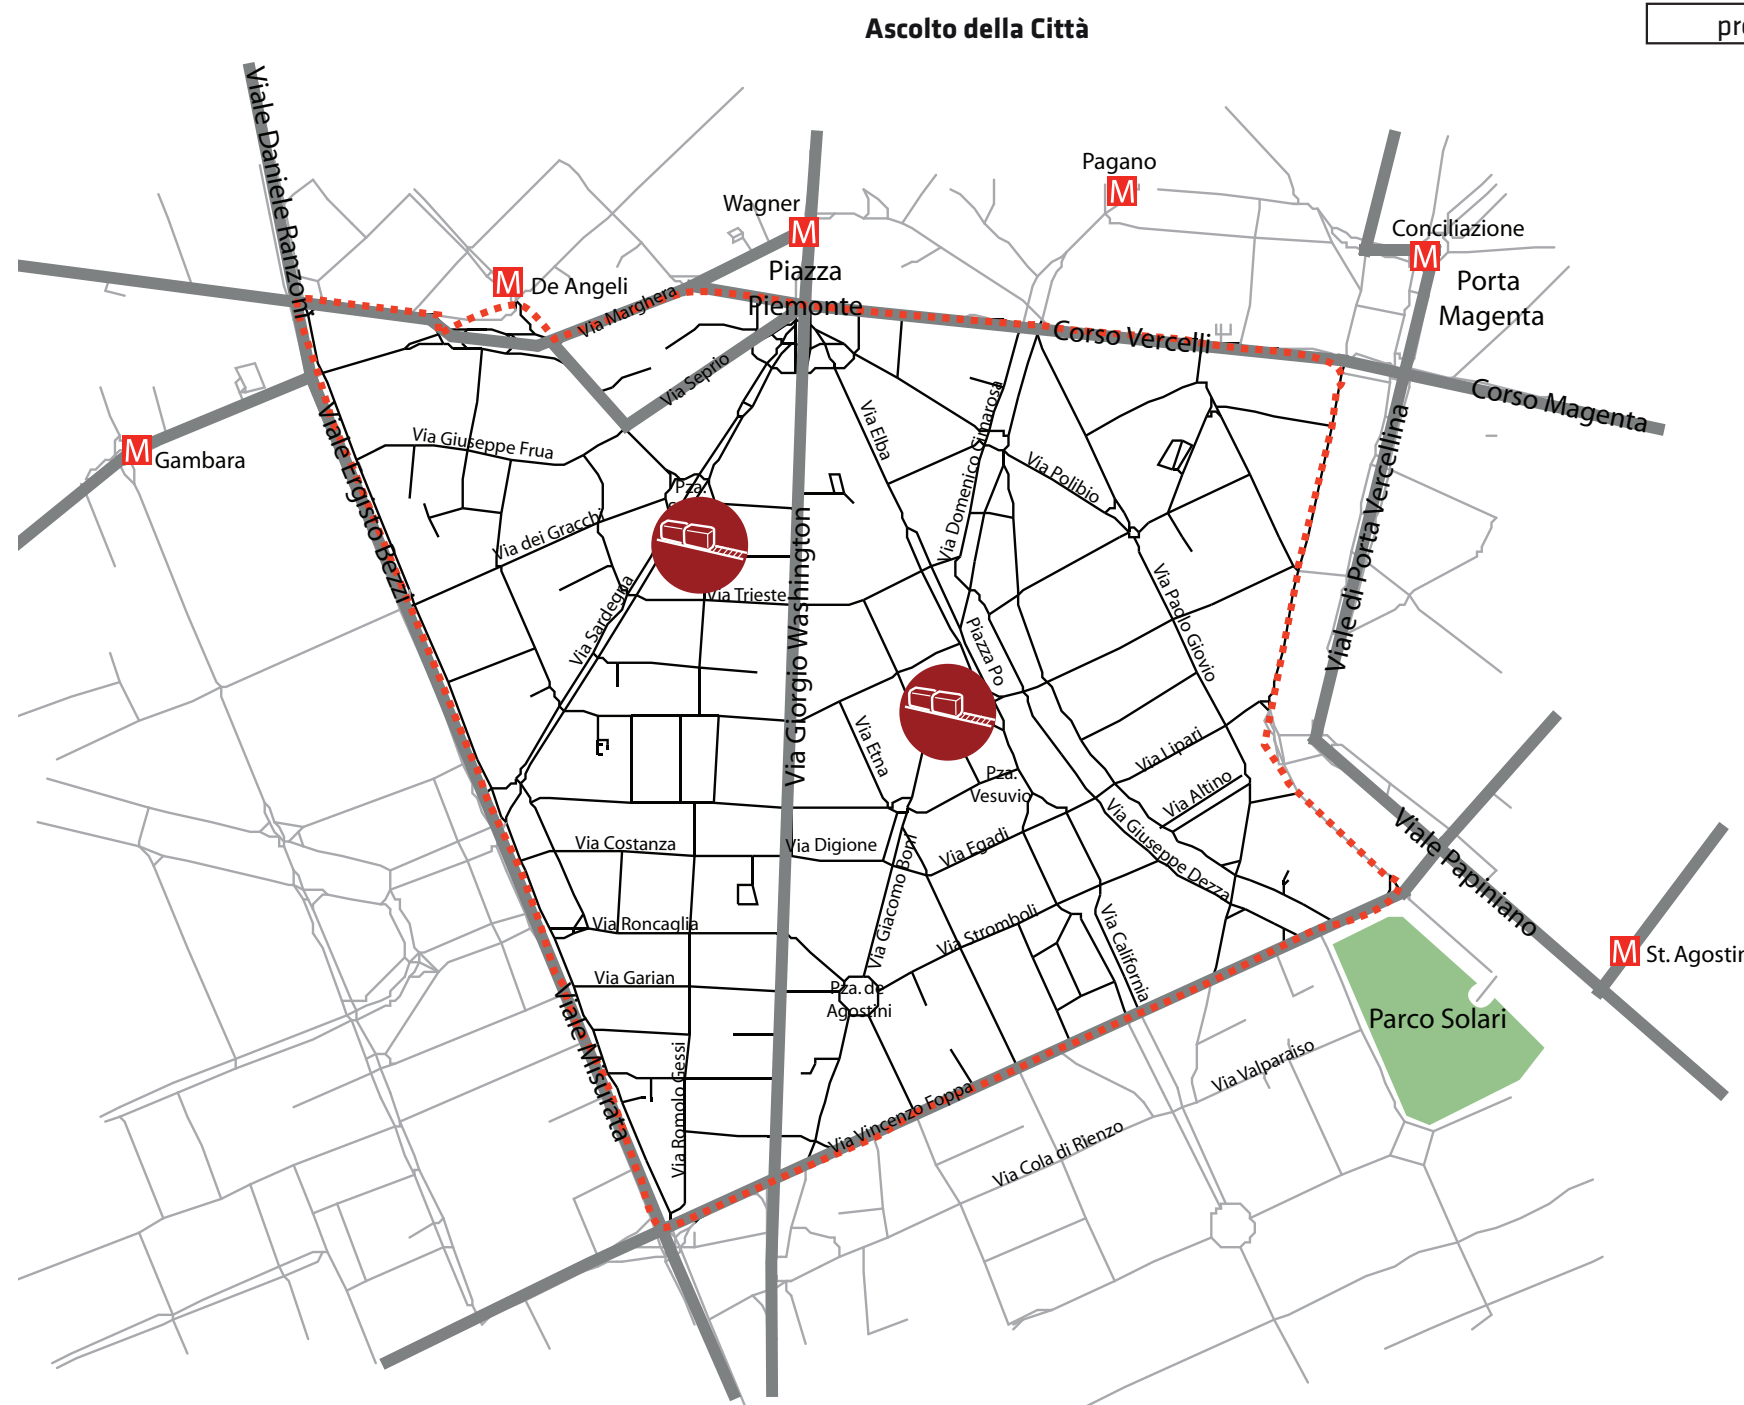 Ascolto della Città
Viale Daniele Ranzoni
Pagano
M
Wagner
M
Conciliazione
M
Piazza
Piemonte
M
De Angeli
Porta
Magenta
Via Marghera
Corso Vercelli
Via Seprio
Corso Magenta
M
Gambara
Via Giuseppe Frua
Viale Ergisto Bezzi
Via Elba
Via Domenico Cimarosa
Via Polibio
Viale di Porta Vercellina
Pza.
Via dei Gracchi
Via Giorgio Washington
Via Trieste
Via Sardegna
Via Paolo Giovio
Piazza Po
Via Etna
Via Lipari
Pza.
Vesuvio
Via Altino
Via Giuseppe Dezza
Viale Papiniano
Via Costanza
Via Digione
Via Egadi
Via Giacomo Boni
Via Roncaglia
Via Stromboli
Via California
M
Via Garian
Pza. de
Agostini
Viale Misurata
Parco Solari
Via Romolo Gessi
Via Valparaiso
Via Vincenzo Foppa
Via Cola di Rienzo